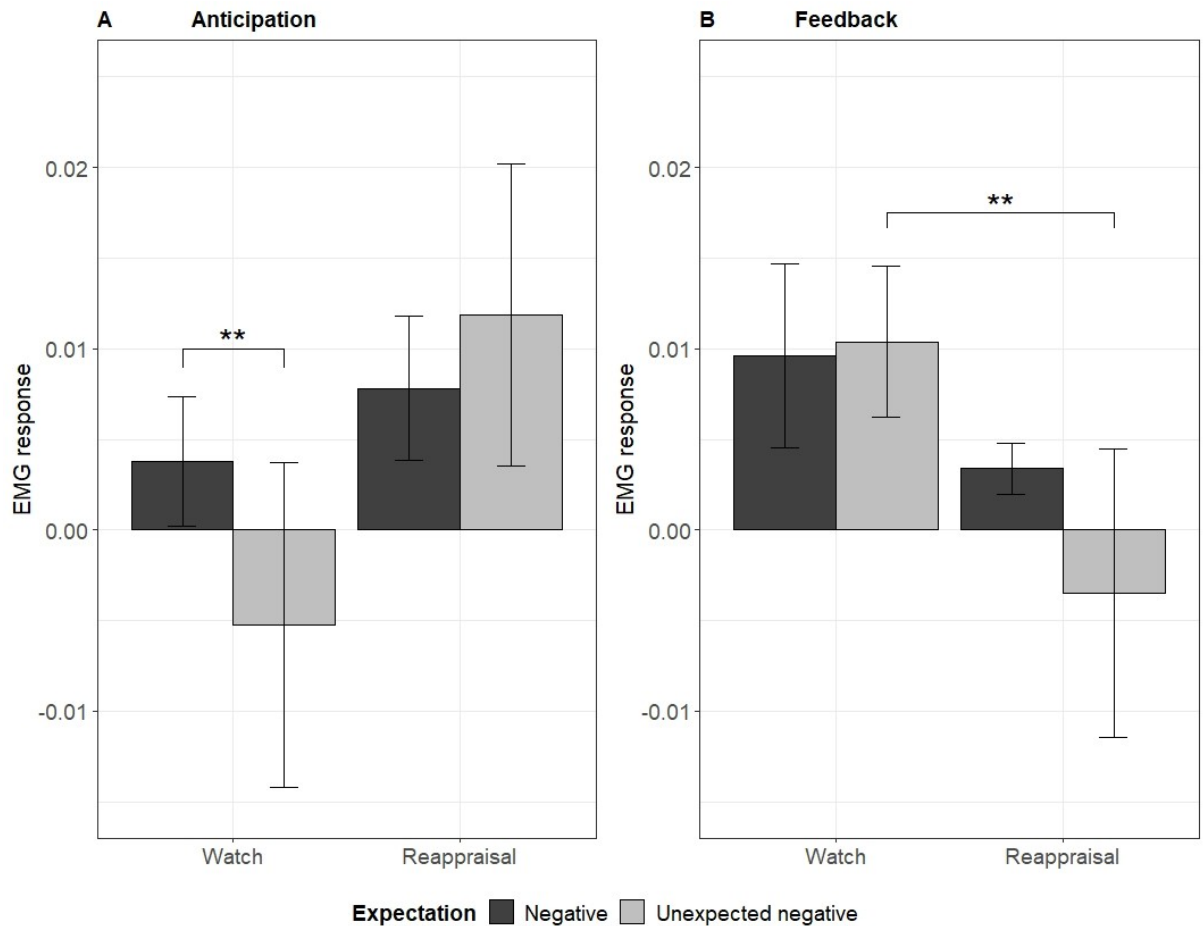 A Anticipation
EMG response
0.02
0.01
0.00
-0.01
**
Watch Reappraisal
B Feedback
EMG response
0.02
0.01
0.00
-0.01
**
Watch Reappraisal
Expectation Negative Unexpected negative